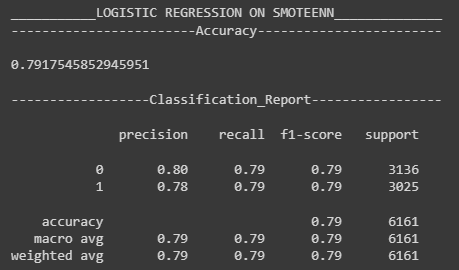 ___________LOGISTIC REGRESSION ON SMOTEENN______________
------------------------Accuracy------------------------
0.7917545852945951
------------------Classification_Report-----------------
precision recall f1-score support
0 0.80 0.79 0.79 3136
1 0.78 0.79 0.79 3025
accuracy 0.79 6161
macro avg 0.79 0.79 0.79 6161
weighted avg 0.79 0.79 0.79 6161